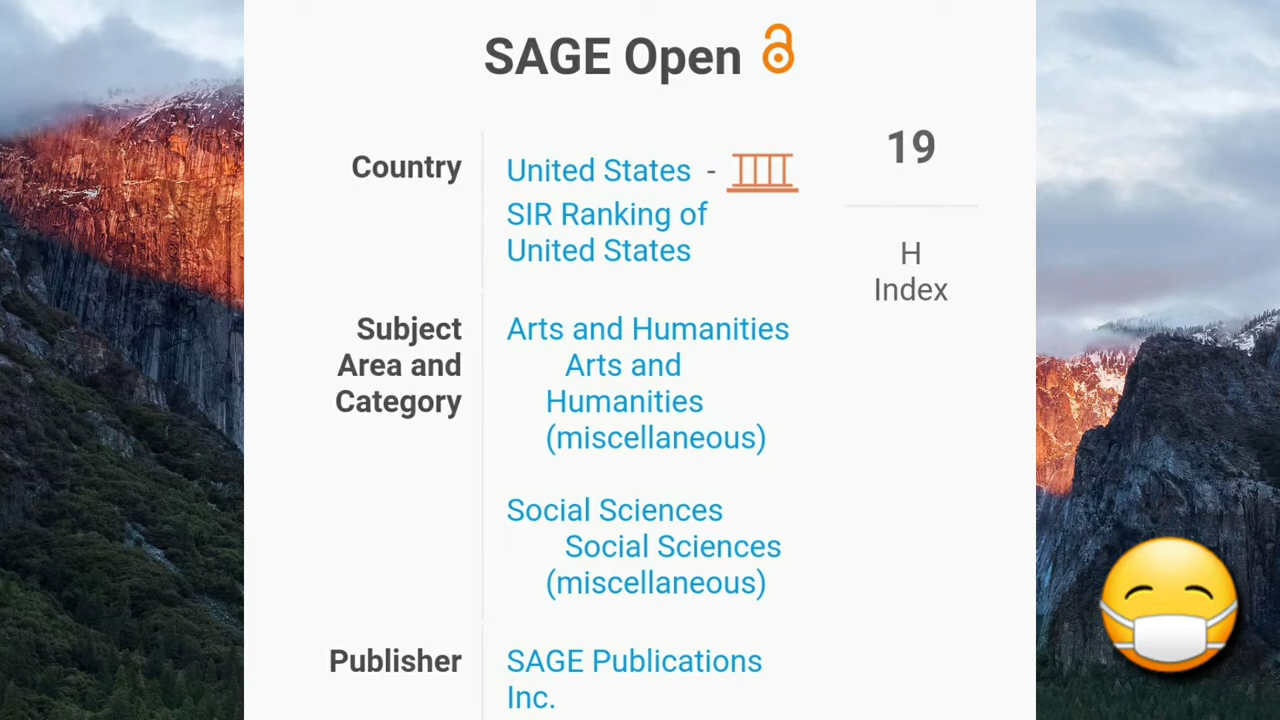 SAGE Open
19
H
Index
Country
United States -
SIR Ranking of
United States
Subject
Area and
Category
Arts and Humanities
Arts and
Humanities
(miscellaneous)
Social Sciences
Social Sciences
(miscellaneous)
Publisher
SAGE Publications
Inc.